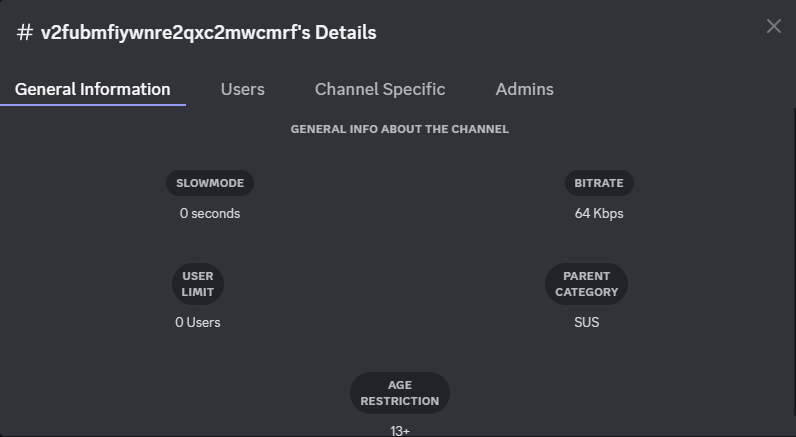 # v2fubmfiywnre2qxc2mwcmrf's Details
General Information Users Channel Specific Admins
GENERAL INFO ABOUT THE CHANNEL
SLOWMODE BITRATE
0 seconds 64 Kbps
USER PARENT
LIMIT CATEGORY
0 Users SUS
AGE
RESTRICTION
13+